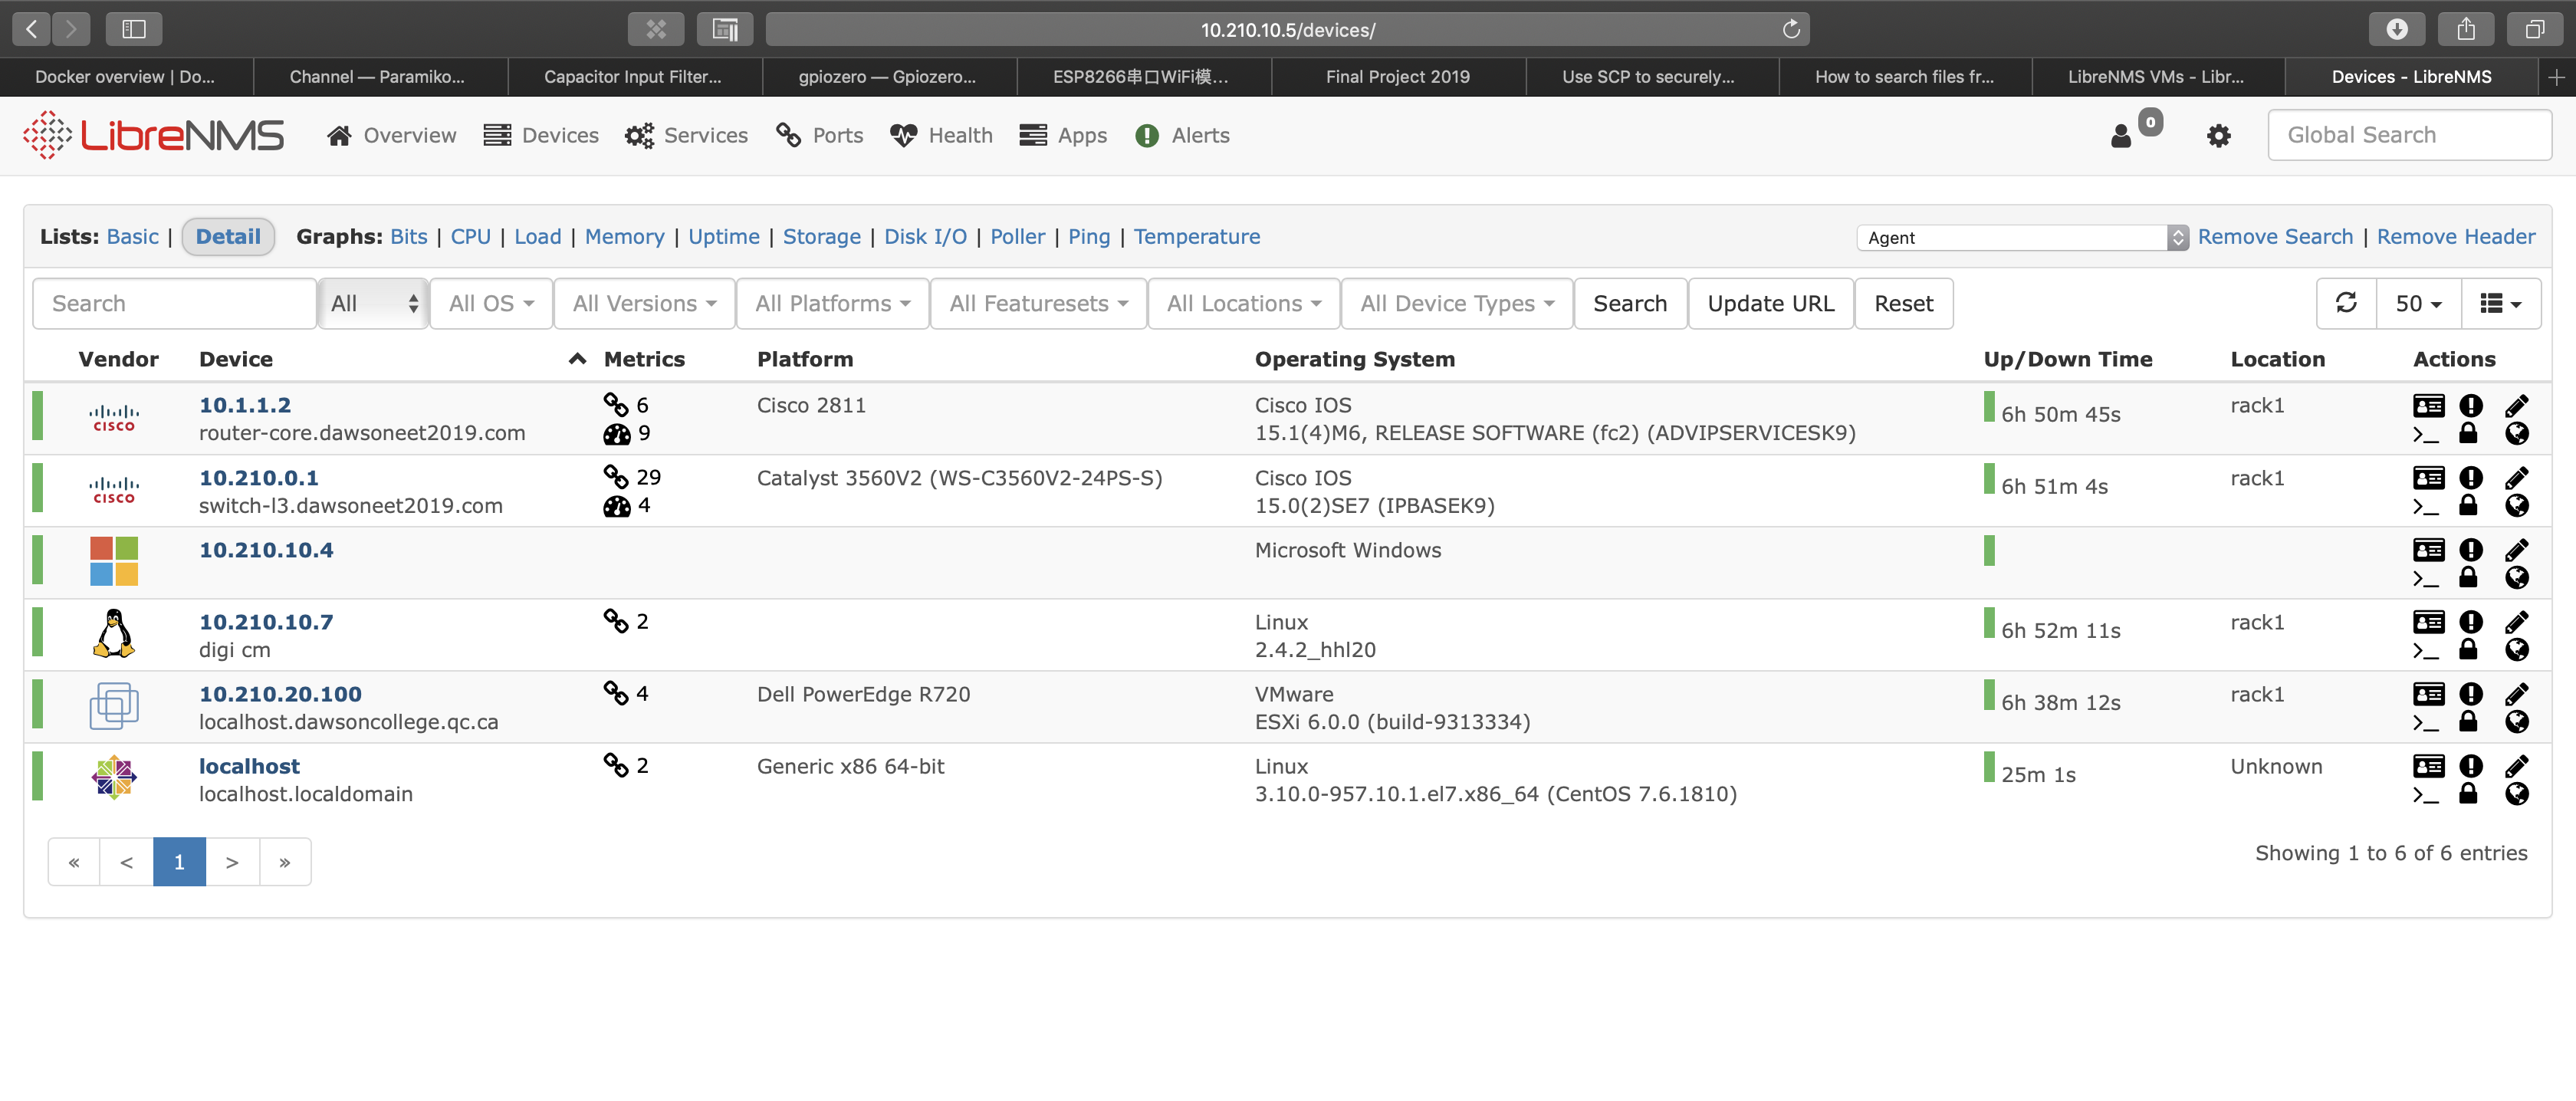 10.210.10.5/devices/
Docker overview | Do... Channel — Paramiko... Capacitor Input Filter... gpiozero — Gpiozero... ESP8266串口WiFi模... Final Project 2019 Use SCP to securely... How to search files fr... LibreNMS VMs - Libr... Devices - LibreNMS
LibreNMS Overview Devices Services Ports Health Apps Alerts 0 Global Search
Lists: Basic | Detail Graphs: Bits | CPU | Load | Memory | Uptime | Storage | Disk I/O | Poller | Ping | Temperature Agent Remove Search | Remove Header
Search All All OS All Versions All Platforms All Featuresets All Locations All Device Types Search Update URL Reset 50
Vendor Device Metrics Platform Operating System Up/Down Time Location Actions
CISCO 10.1.1.2 6 Cisco 2811 Cisco IOS 6h 50m 45s rack1
router-core.dawsoneet2019.com 9 15.1(4)M6, RELEASE SOFTWARE (fc2) (ADVIPSERVICESK9)
CISCO 10.210.0.1 29 Catalyst 3560V2 (WS-C3560V2-24PS-S) Cisco IOS 6h 51m 4s rack1
switch-l3.dawsoneet2019.com 4 15.0(2)SE7 (IPBASEK9)
10.210.10.4 Microsoft Windows
10.210.10.7 2 Linux 6h 52m 11s rack1
digi cm 2.4.2_hhl20
10.210.20.100 4 Dell PowerEdge R720 VMware 6h 38m 12s rack1
localhost.dawsoncollege.qc.ca ESXi 6.0.0 (build-9313334)
localhost 2 Generic x86 64-bit Linux 25m 1s Unknown
localhost.localdomain 3.10.0-957.10.1.el7.x86_64 (CentOS 7.6.1810)
« < 1 > » Showing 1 to 6 of 6 entries